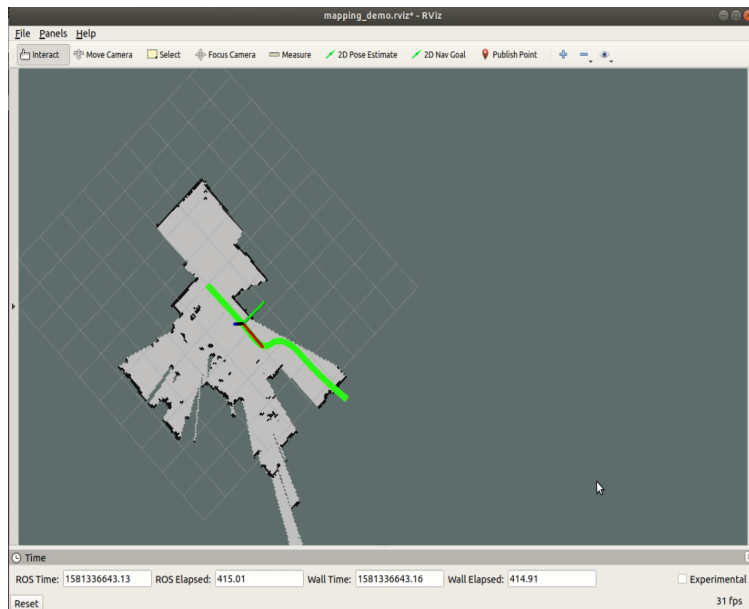 mapping_demo.rviz* - RViz
File Panels Help
Interact Move Camera Select Focus Camera Measure 2D Pose Estimate 2D Nav Goal Publish Point
Time
ROS Time: 1581336643.13 ROS Elapsed: 415.01 Wall Time: 1581336643.16 Wall Elapsed: 414.91 Experimental
Reset 31 fps